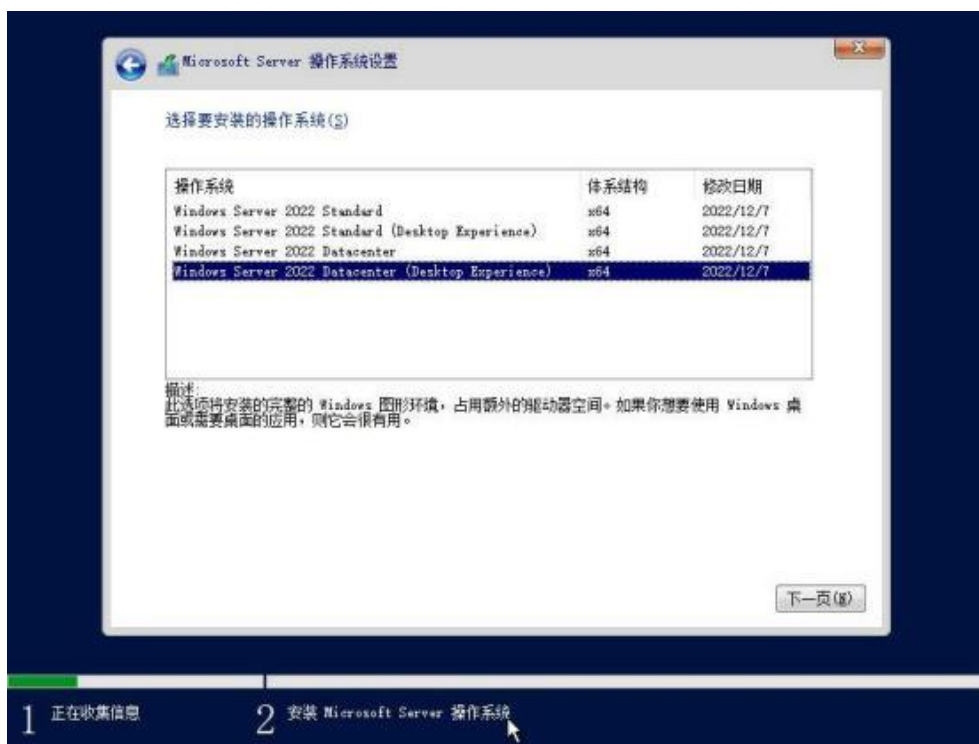 Microsoft Server 操作系统设置
选择要安装的操作系统(S)
操作系统 体系结构 修改日期
Windows Server 2022 Standard x64 2022/12/7
Windows Server 2022 Standard (Desktop Experience) x64 2022/12/7
Windows Server 2022 Datacenter x64 2022/12/7
Windows Server 2022 Datacenter (Desktop Experience) x64 2022/12/7
描述:
此选项将安装的完整的 Windows 图形环境，占用额外的驱动器空间。如果你想要使用 Windows 桌
面或需要桌面的应用，则它会很有用。
下一页(N)
1 正在收集信息 2 安装 Microsoft Server 操作系统